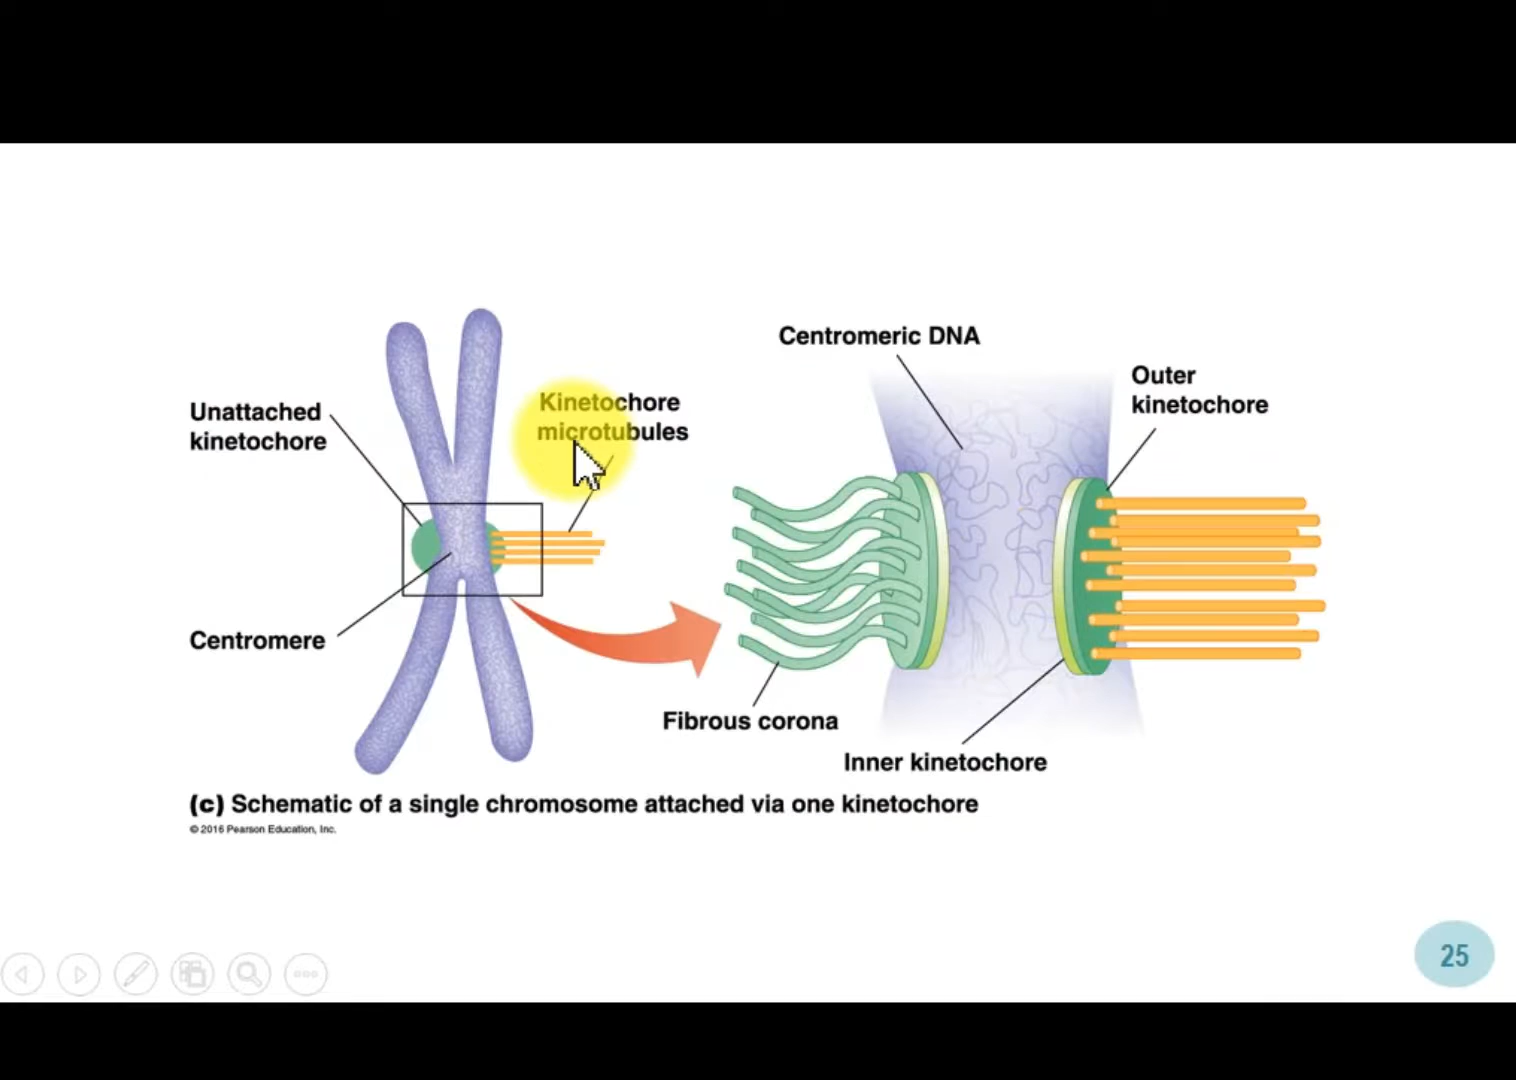 Centromeric DNA
Outer
kinetochore
Unattached
kinetochore
Kinetochore
microtubules
Centromere
Fibrous corona
Inner kinetochore
(c) Schematic of a single chromosome attached via one kinetochore
© 2016 Pearson Education, Inc.
25